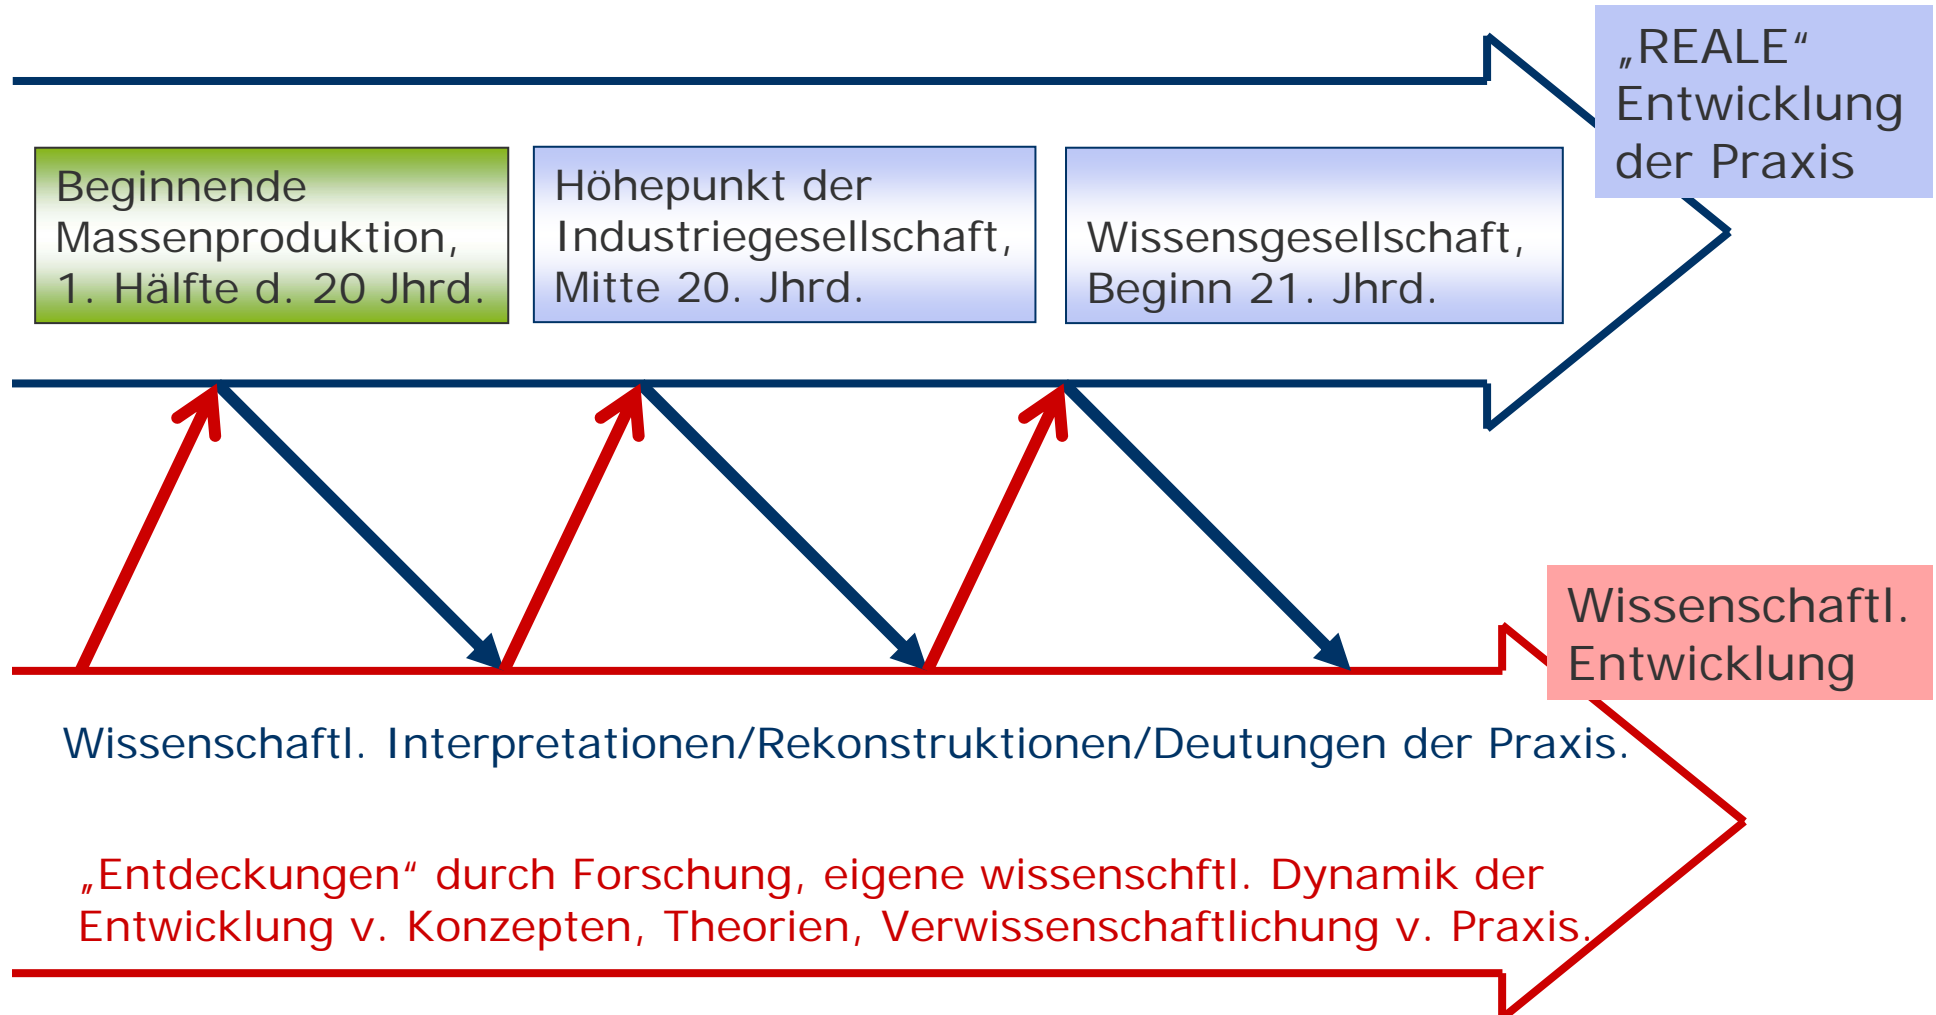 „REALE“
Entwicklung
der Praxis
Beginnende
Massenproduktion,
1. Hälfte d. 20 Jhrd.
Höhepunkt der
Industriegesellschaft,
Mitte 20. Jhrd.
Wissensgesellschaft,
Beginn 21. Jhrd.
Wissenschaftl.
Entwicklung
Wissenschaftl. Interpretationen/Rekonstruktionen/Deutungen der Praxis.
„Entdeckungen“ durch Forschung, eigene wissenschftl. Dynamik der
Entwicklung v. Konzepten, Theorien, Verwissenschaftlichung v. Praxis.